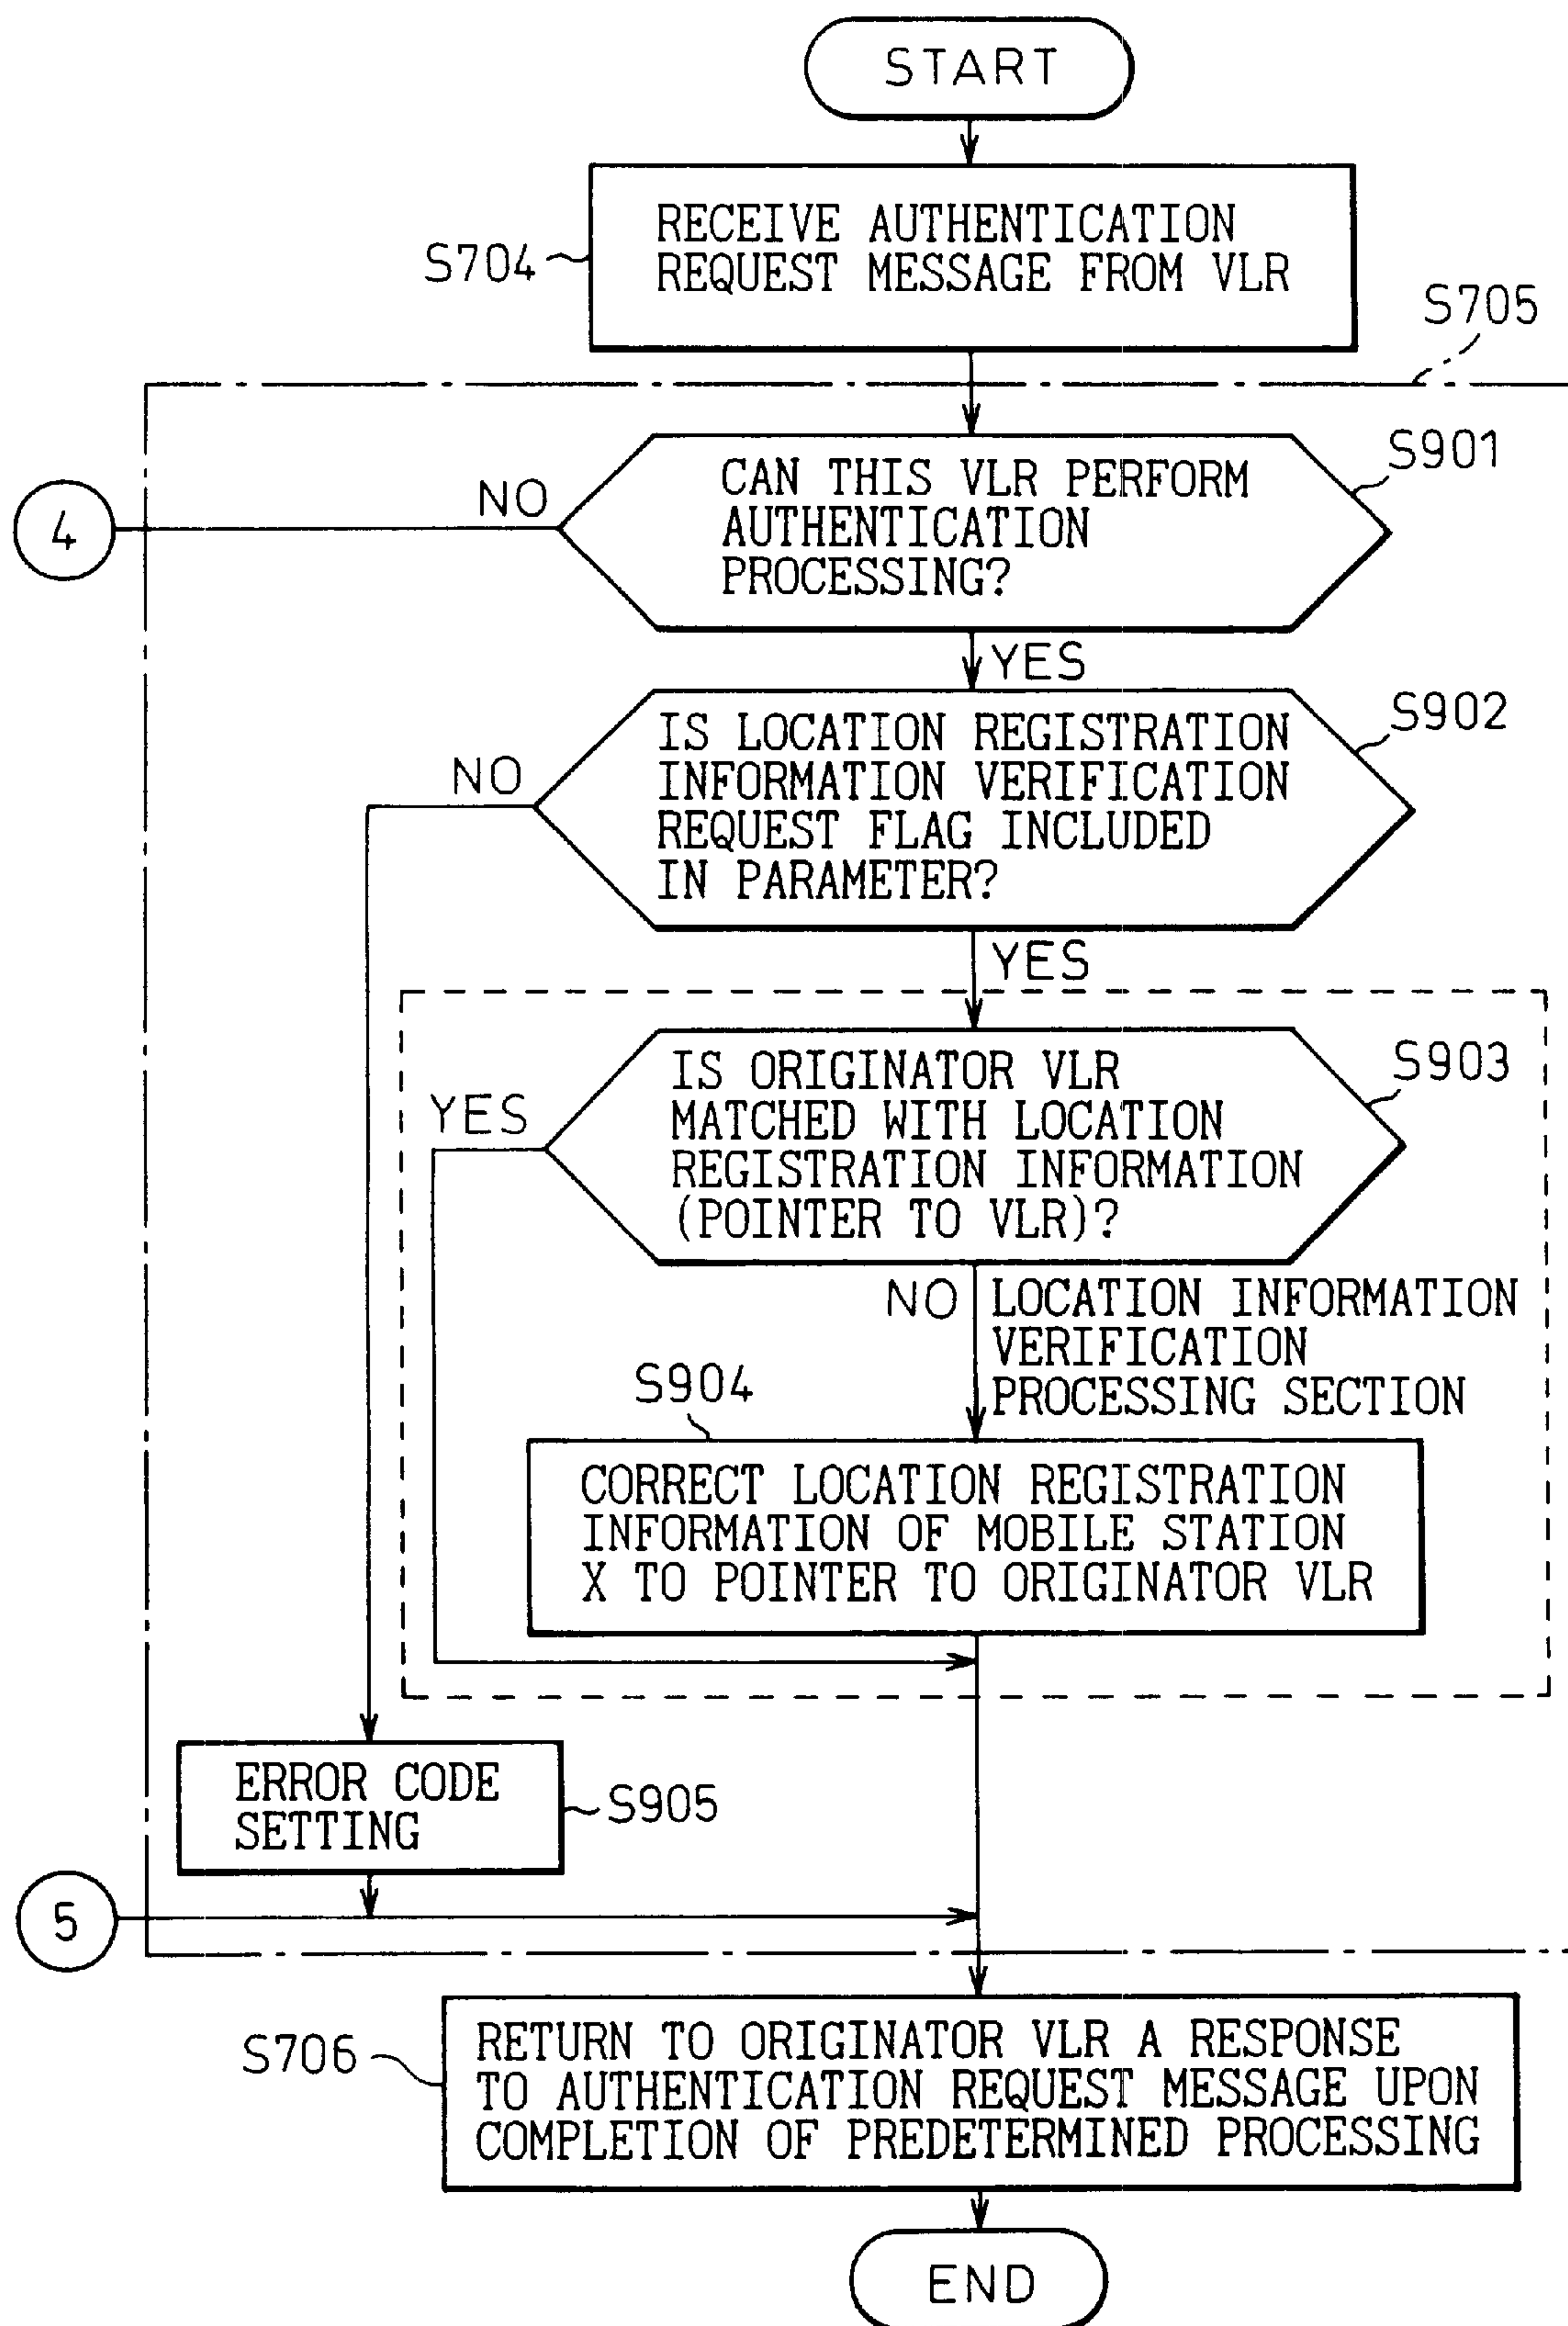 START
RECEIVE AUTHENTICATION
REQUEST MESSAGE FROM VLR
S704
S705
CAN THIS VLR PERFORM
AUTHENTICATION
PROCESSING?
S901
NO
4
YES
IS LOCATION REGISTRATION
INFORMATION VERIFICATION
REQUEST FLAG INCLUDED
IN PARAMETER?
S902
NO
YES
IS ORIGINATOR VLR
MATCHED WITH LOCATION
REGISTRATION INFORMATION
(POINTER TO VLR)?
S903
YES
NO
LOCATION INFORMATION
VERIFICATION
PROCESSING SECTION
S904
CORRECT LOCATION REGISTRATION
INFORMATION OF MOBILE STATION
X TO POINTER TO ORIGINATOR VLR
ERROR CODE
SETTING
S905
5
S706
RETURN TO ORIGINATOR VLR A RESPONSE
TO AUTHENTICATION REQUEST MESSAGE UPON
COMPLETION OF PREDETERMINED PROCESSING
END